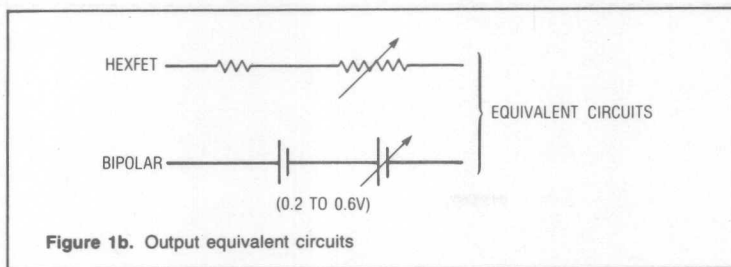 HEXFET
EQUIVALENT CIRCUITS
BIPOLAR
(0.2 TO 0.6V)
Figure 1b. Output equivalent circuits